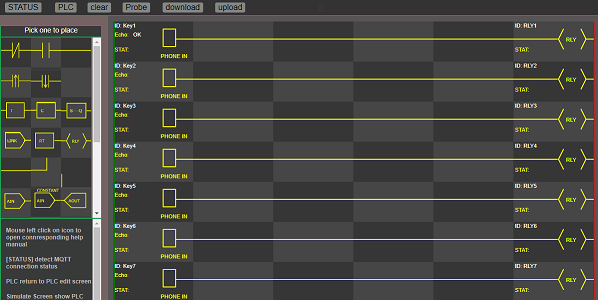 STATUS PLC clear Probe download upload
Pick one to place
T C S Q
LINK RT RLY
CONSTANT
AIN AIN AOUT
Mouse left click on icon to
open connresponding help
manual
[STATUS] detect MQTT
connection status
PLC return to PLC edit screen
Simulate Screen show PLC
ID: Key1 ID: RLY1
Echo: OK RLY
STAT: STAT:
PHONE IN
ID: Key2 ID: RLY2
Echo: RLY
STAT: STAT:
PHONE IN
ID: Key3 ID: RLY3
Echo: RLY
STAT: STAT:
PHONE IN
ID: Key4 ID: RLY4
Echo: RLY
STAT: STAT:
PHONE IN
ID: Key5 ID: RLY5
Echo: RLY
STAT: STAT:
PHONE IN
ID: Key6 ID: RLY6
Echo: RLY
STAT: STAT:
PHONE IN
ID: Key7 ID: RLY7
Echo: RLY
STAT: STAT:
PHONE IN